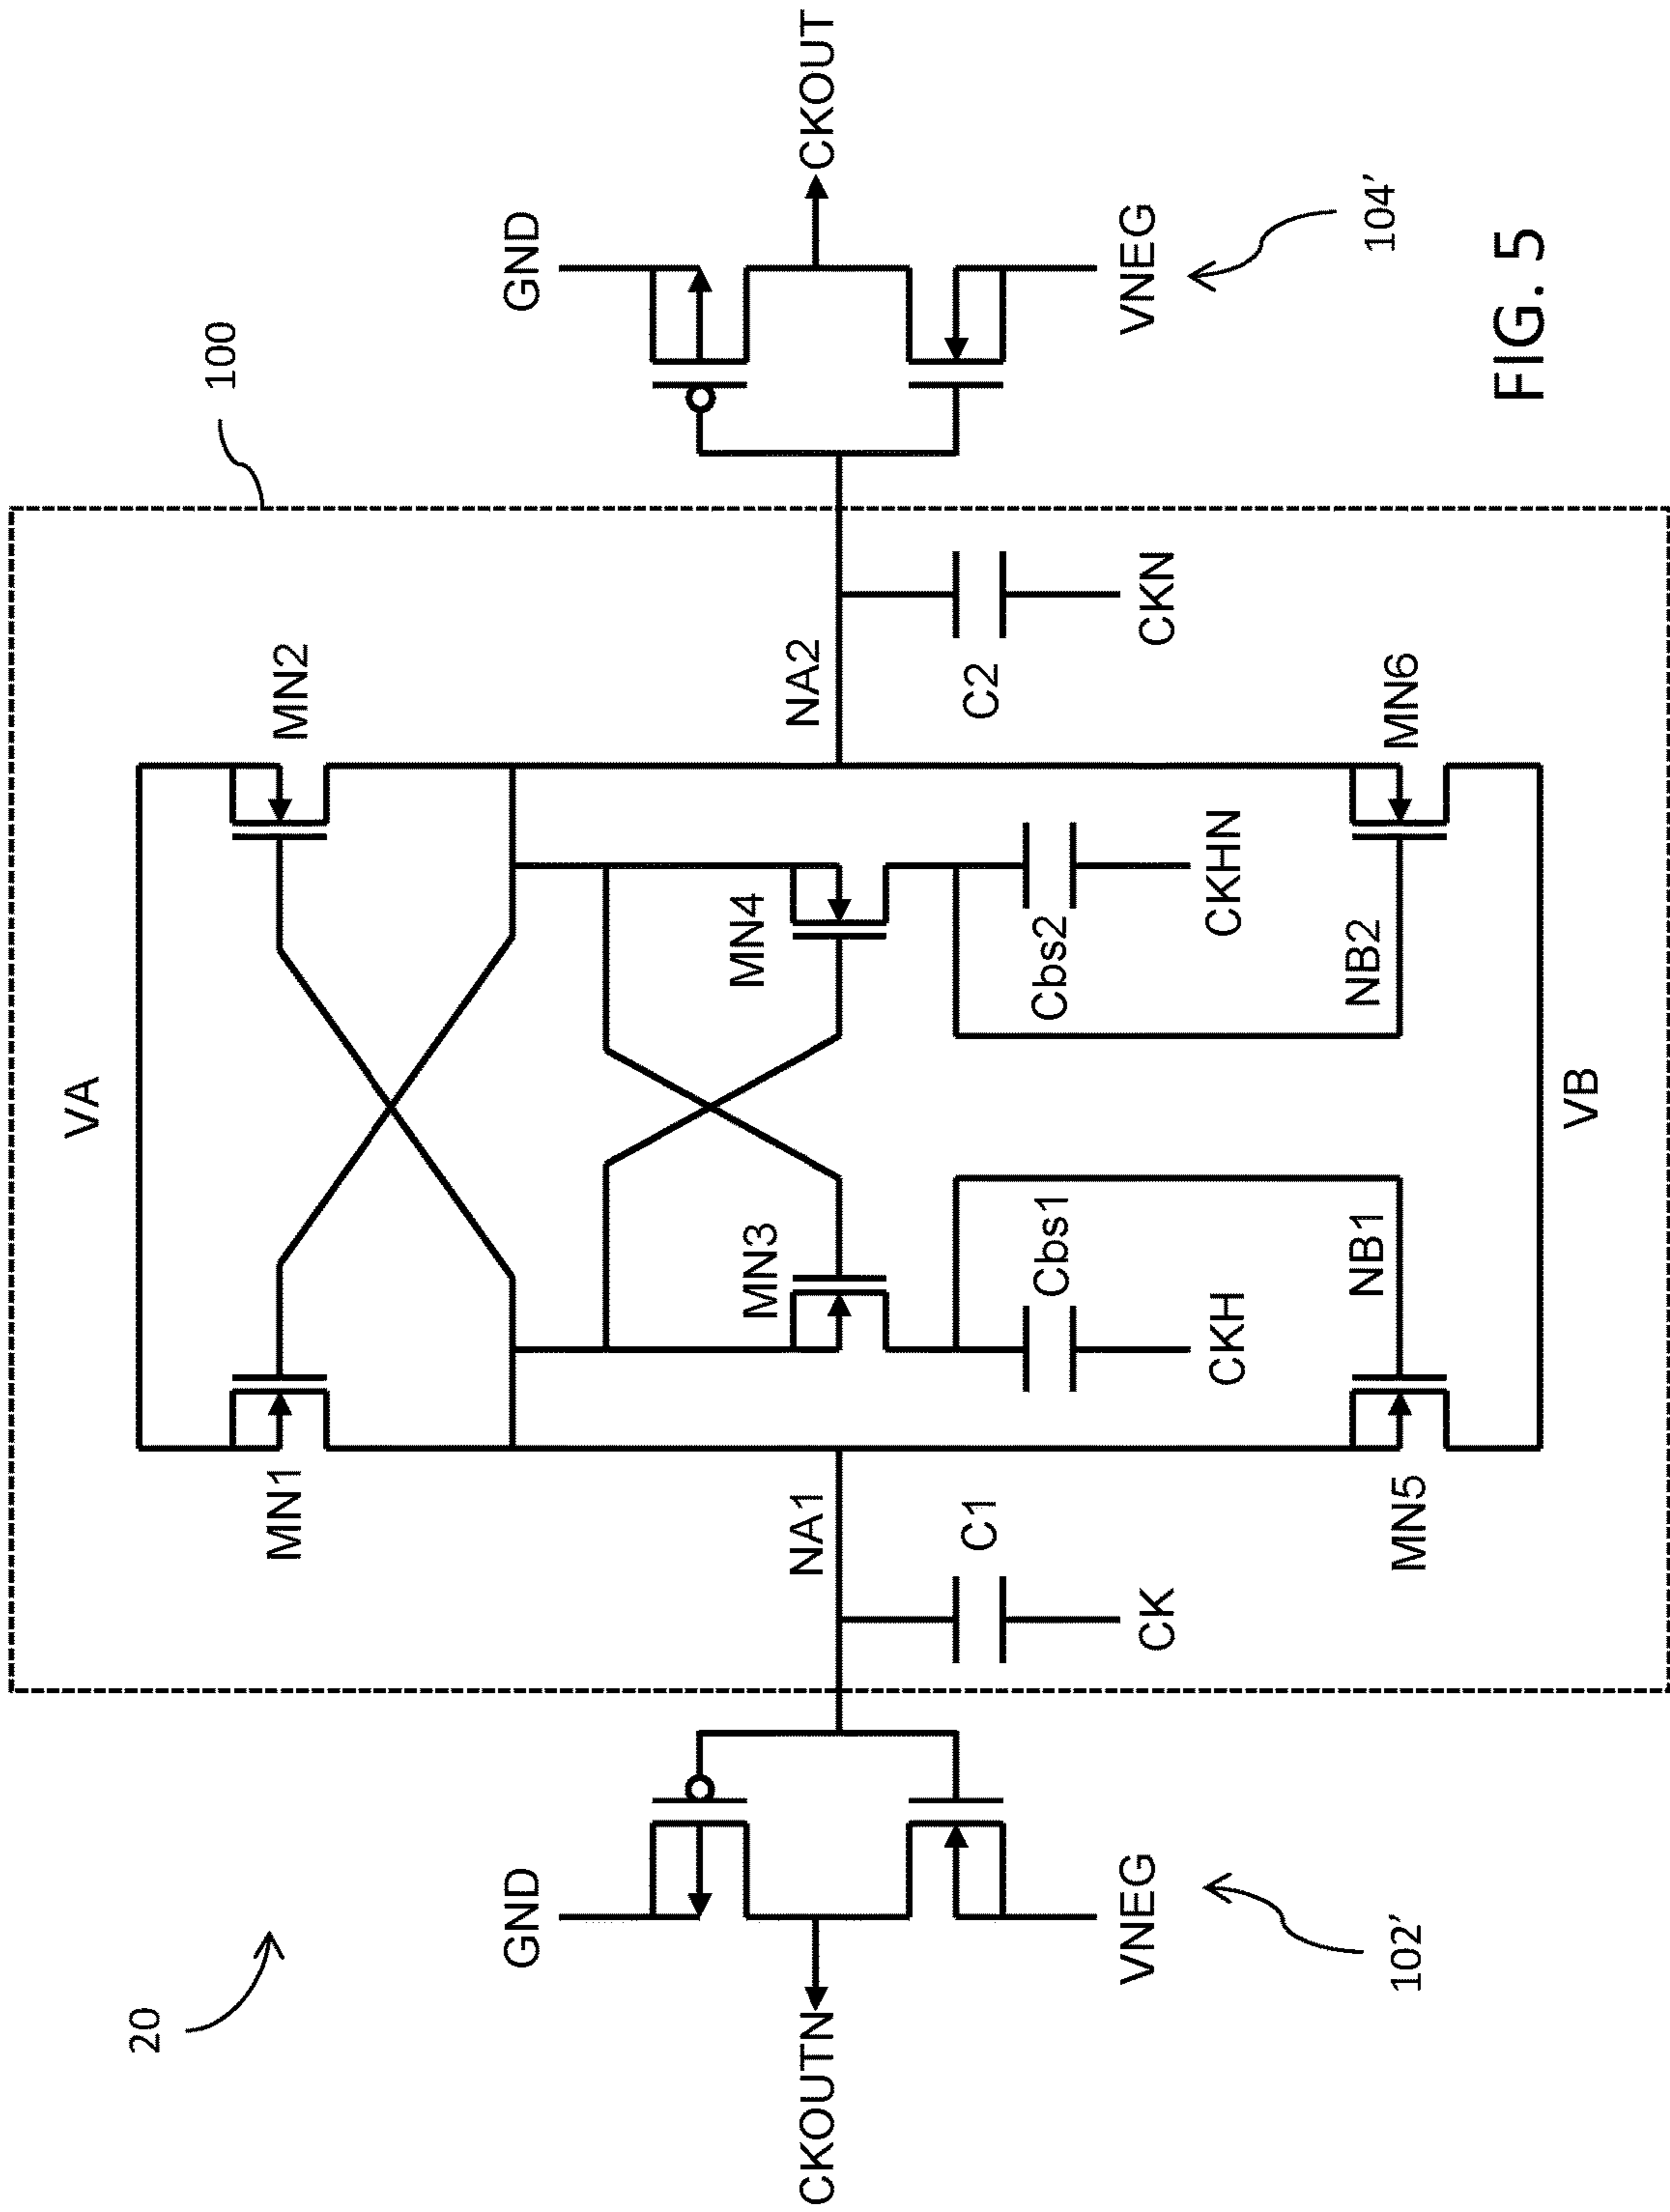 20
100
VA
MN1
MN2
GND
GND
MN3
MN4
NA1
NA2
CKOUTN
CKOUT
C1
C2
Cbs1
Cbs2
CK
CKN
CKH
CKHN
VNEG
VNEG
NB1
NB2
MN5
MN6
102’
104’
VB
FIG. 5